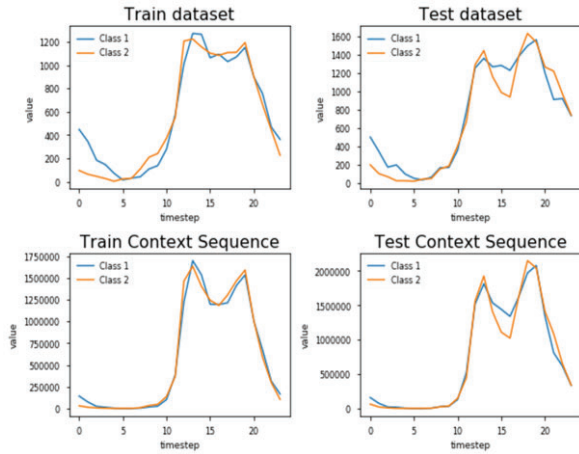 Train dataset
Test dataset
Class 1
Class 2
value
1200
1000
800
600
400
200
0
0 5 10 15 20
timestep
Class 1
Class 2
value
1600
1400
1200
1000
800
600
400
200
0
0 5 10 15 20
timestep
Train Context Sequence
Test Context Sequence
Class 1
Class 2
value
1750000
1500000
1250000
1000000
750000
500000
250000
0
0 5 10 15 20
timestep
Class 1
Class 2
value
2000000
1500000
1000000
500000
0
0 5 10 15 20
timestep